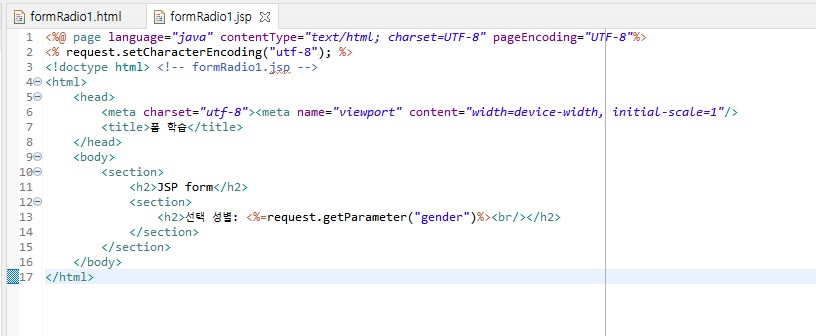 formRadio1.html formRadio1.jsp
1 <%@ page language="java" contentType="text/html; charset=UTF-8" pageEncoding="UTF-8"%>
2 <% request.setCharacterEncoding("utf-8"); %>
3 <!doctype html> <!-- formRadio1.jsp -->
4 <html>
5 <head>
6 <meta charset="utf-8"><meta name="viewport" content="width=device-width, initial-scale=1"/>
7 <title>폼 학습</title>
8 </head>
9 <body>
10 <section>
11 <h2>JSP form</h2>
12 <section>
13 <h2>선택 성별: <%=request.getParameter("gender")%><br/></h2>
14 </section>
15 </section>
16 </body>
17 </html>